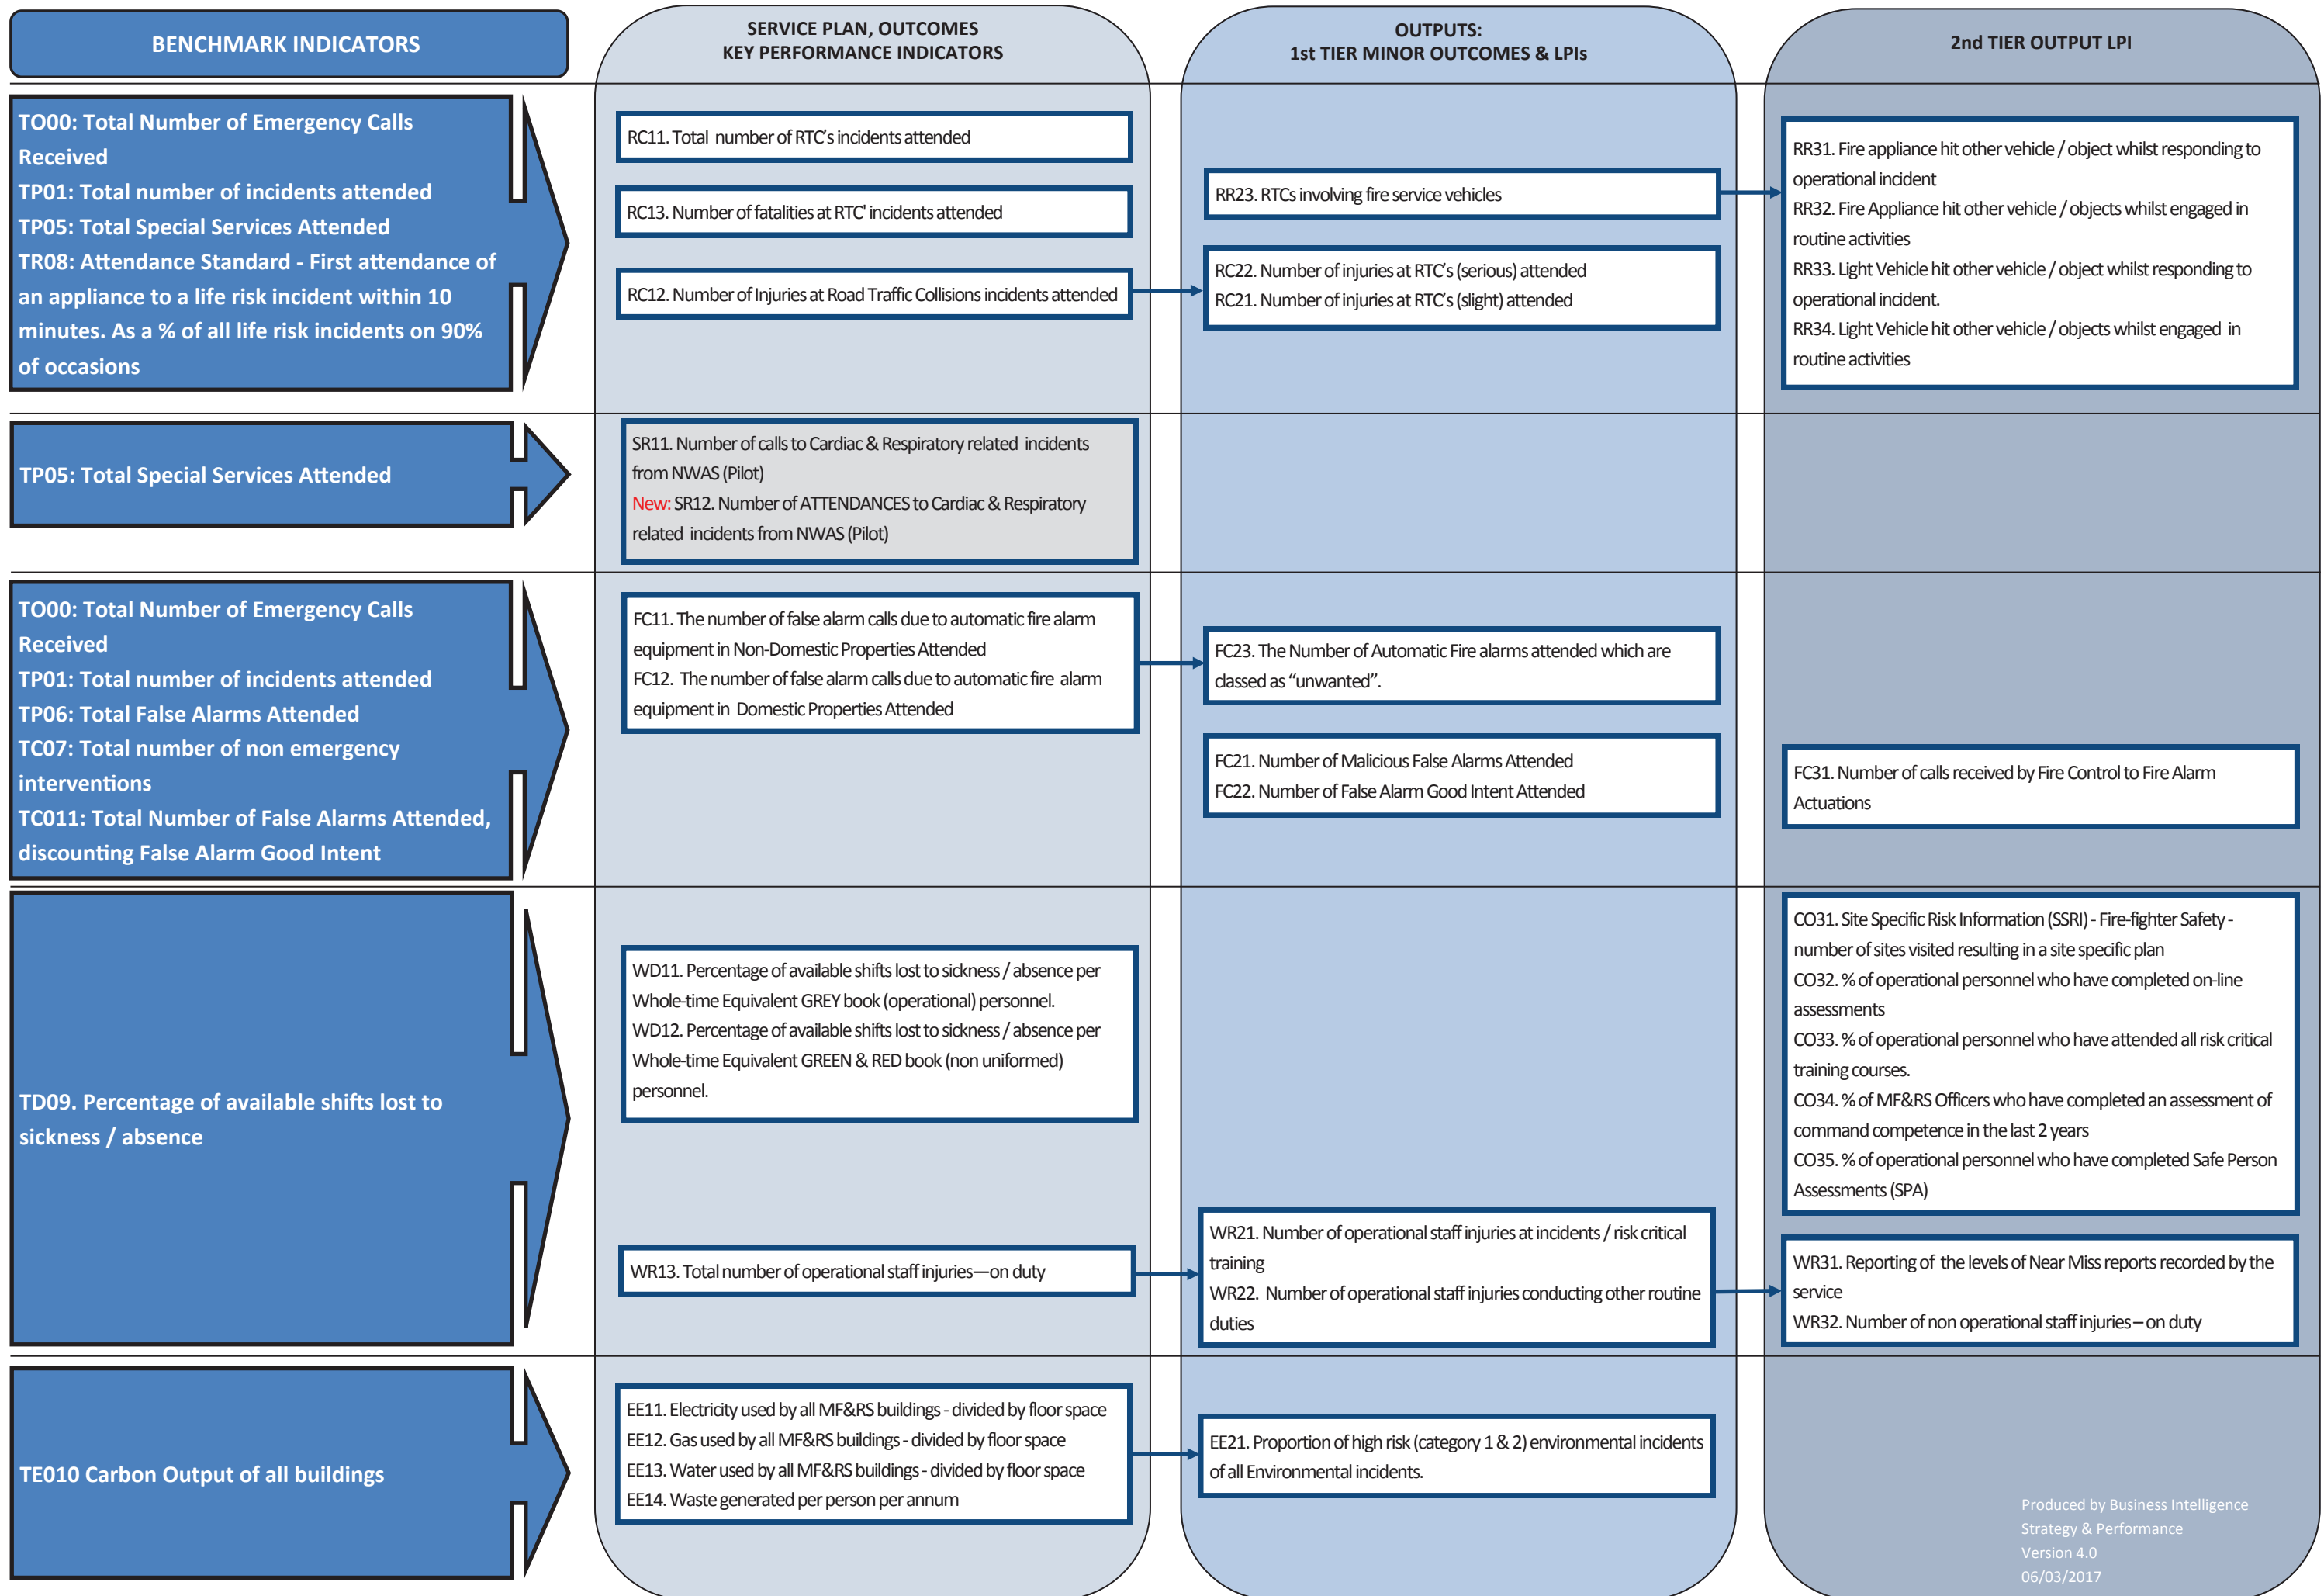 BENCHMARK INDICATORS
SERVICE PLAN, OUTCOMES
KEY PERFORMANCE INDICATORS
OUTPUTS:
1st TIER MINOR OUTCOMES & LPIs
2nd TIER OUTPUT LPI
TO00: Total Number of Emergency Calls
Received
TP01: Total number of incidents attended
TP05: Total Special Services Attended
TR08: Attendance Standard - First attendance of
an appliance to a life risk incident within 10
minutes. As a % of all life risk incidents on 90%
of occasions
RC11. Total  number of RTC's incidents attended
RC13. Number of fatalities at RTC' incidents attended
RC12. Number of Injuries at Road Traffic Collisions incidents attended
RR23. RTCs involving fire service vehicles
RC22. Number of injuries at RTC's (serious) attended
RC21. Number of injuries at RTC's (slight) attended
RR31. Fire appliance hit other vehicle / object whilst responding to
operational incident
RR32. Fire Appliance hit other vehicle / objects whilst engaged in
routine activities
RR33. Light Vehicle hit other vehicle / object whilst responding to
operational incident.
RR34. Light Vehicle hit other vehicle / objects whilst engaged  in
routine activities
TP05: Total Special Services Attended
SR11. Number of calls to Cardiac & Respiratory related  incidents
from NWAS (Pilot)
New: SR12. Number of ATTENDANCES to Cardiac & Respiratory
related  incidents from NWAS (Pilot)
TO00: Total Number of Emergency Calls
Received
TP01: Total number of incidents attended
TP06: Total False Alarms Attended
TC07: Total number of non emergency
interventions
TC011: Total Number of False Alarms Attended,
discounting False Alarm Good Intent
FC11. The number of false alarm calls due to automatic fire alarm
equipment in Non-Domestic Properties Attended
FC12.  The number of false alarm calls due to automatic fire  alarm
equipment in  Domestic Properties Attended
FC23. The Number of Automatic Fire alarms attended which are
classed as “unwanted”.
FC21. Number of Malicious False Alarms Attended
FC22. Number of False Alarm Good Intent Attended
FC31. Number of calls received by Fire Control to Fire Alarm
Actuations
TD09. Percentage of available shifts lost to
sickness / absence
WD11. Percentage of available shifts lost to sickness / absence per
Whole-time Equivalent GREY book (operational) personnel.
WD12. Percentage of available shifts lost to sickness / absence per
Whole-time Equivalent GREEN & RED book (non uniformed)
personnel.
WR13. Total number of operational staff injuries—on duty
WR21. Number of operational staff injuries at incidents / risk critical
training
WR22.  Number of operational staff injuries conducting other routine
duties
CO31. Site Specific Risk Information (SSRI) - Fire-fighter Safety -
number of sites visited resulting in a site specific plan
CO32. % of operational personnel who have completed on-line
assessments
CO33. % of operational personnel who have attended all risk critical
training courses.
CO34. % of MF&RS Officers who have completed an assessment of
command competence in the last 2 years
CO35. % of operational personnel who have completed Safe Person
Assessments (SPA)
WR31. Reporting of  the levels of Near Miss reports recorded by the
service
WR32. Number of non operational staff injuries – on duty
TE010 Carbon Output of all buildings
EE11. Electricity used by all MF&RS buildings - divided by floor space
EE12. Gas used by all MF&RS buildings - divided by floor space
EE13. Water used by all MF&RS buildings - divided by floor space
EE14. Waste generated per person per annum
EE21. Proportion of high risk (category 1 & 2) environmental incidents
of all Environmental incidents.
Produced by Business Intelligence
Strategy & Performance
Version 4.0
06/03/2017